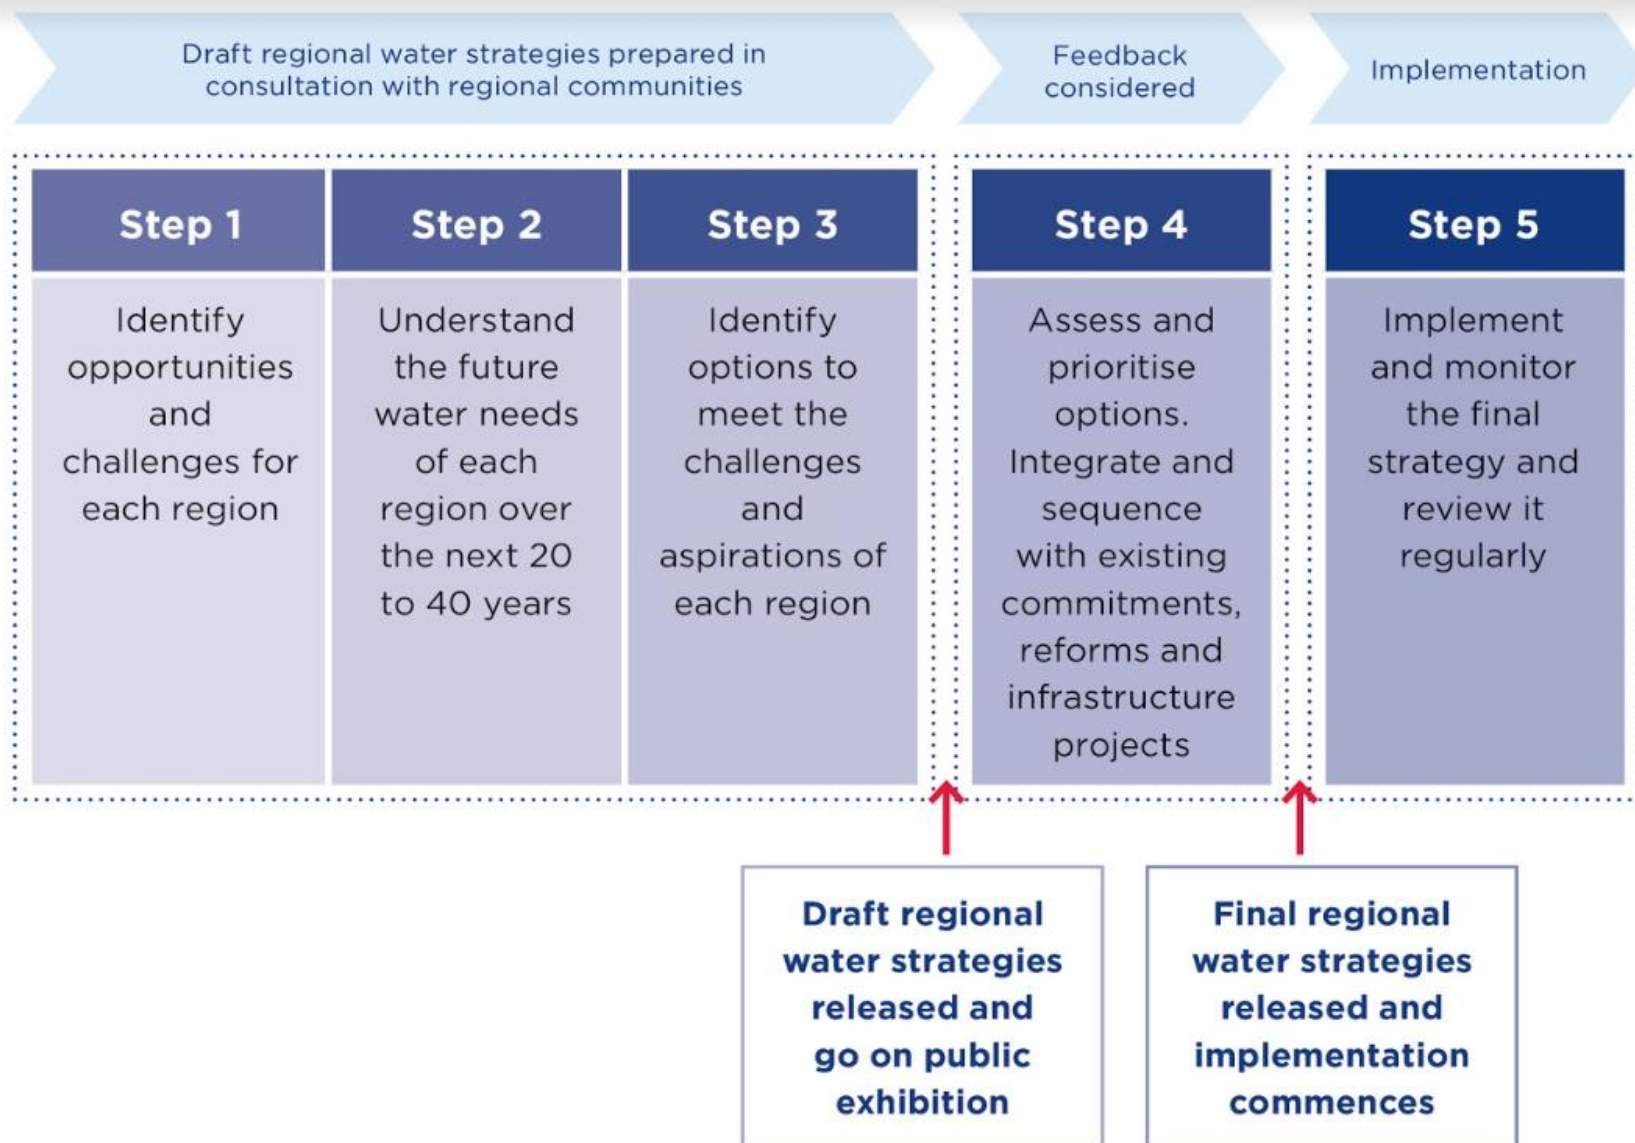 Draft regional water strategies prepared in
consultation with regional communities
Feedback
considered
Implementation
Step 1
Identify
opportunities
and
challenges for
each region
Step 2
Understand
the future
water needs
of each
region over
the next 20
to 40 years
Step 3
Identify
options to
meet the
challenges
and
aspirations of
each region
Step 4
Assess and
prioritise
options.
Integrate and
sequence
with existing
commitments,
reforms and
infrastructure
projects
Step 5
Implement
and monitor
the final
strategy and
review it
regularly
Draft regional
water strategies
released and
go on public
exhibition
Final regional
water strategies
released and
implementation
commences